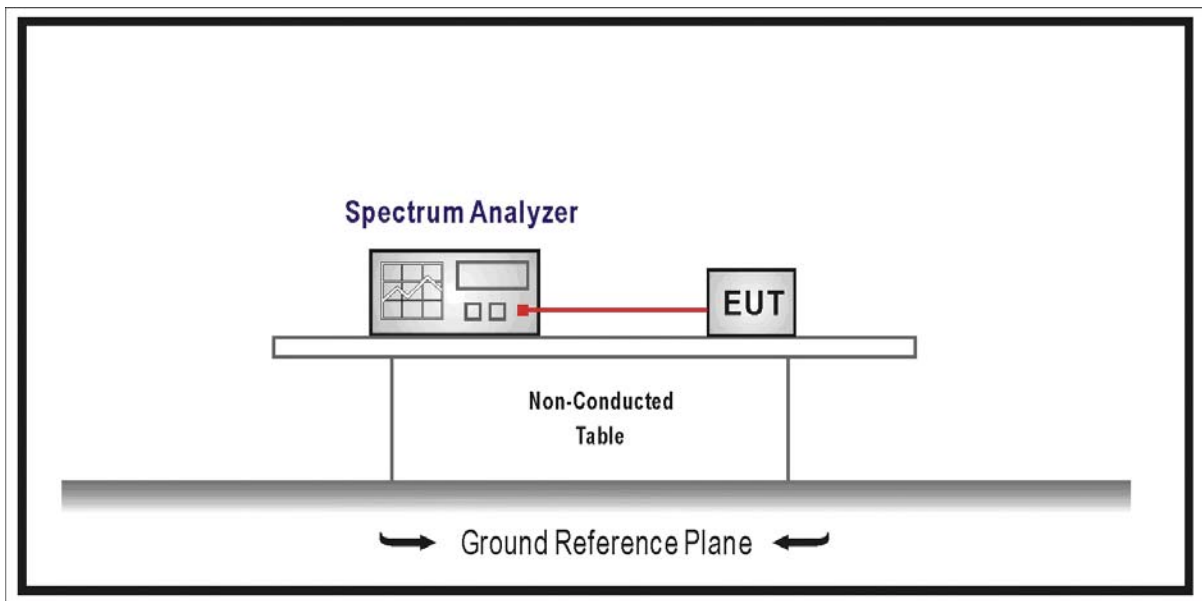 Spectrum Analyzer
EUT
Non-Conducted
Table
Ground Reference Plane